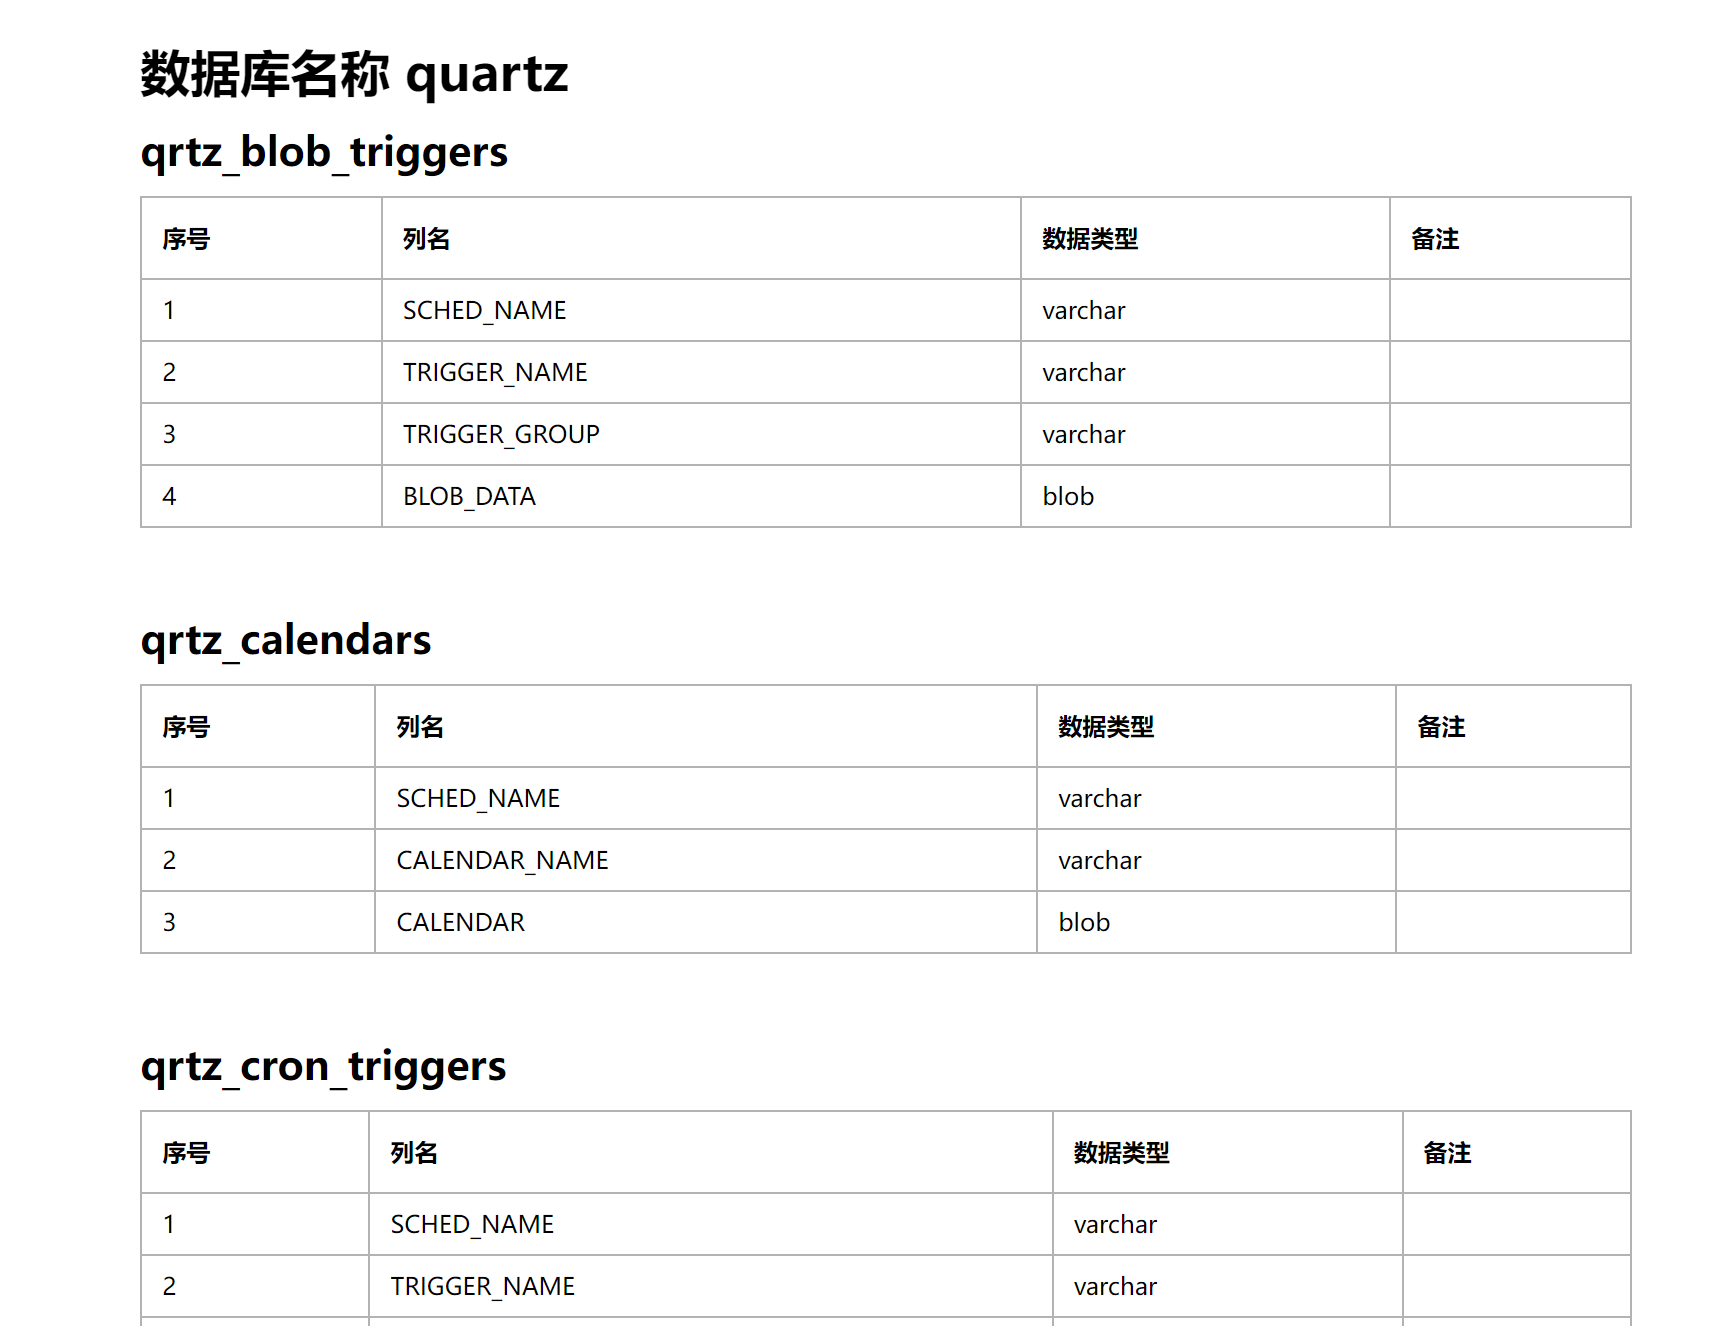 数据库名称 quartz
qrtz_blob_triggers
序号 列名 数据类型 备注
1 SCHED_NAME varchar
2 TRIGGER_NAME varchar
3 TRIGGER_GROUP varchar
4 BLOB_DATA blob
qrtz_calendars
序号 列名 数据类型 备注
1 SCHED_NAME varchar
2 CALENDAR_NAME varchar
3 CALENDAR blob
qrtz_cron_triggers
序号 列名 数据类型 备注
1 SCHED_NAME varchar
2 TRIGGER_NAME varchar